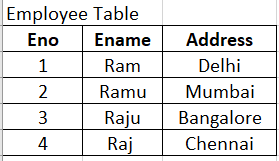 Employee Table
Eno Ename Address
1 Ram Delhi
2 Ramu Mumbai
3 Raju Bangalore
4 Raj Chennai